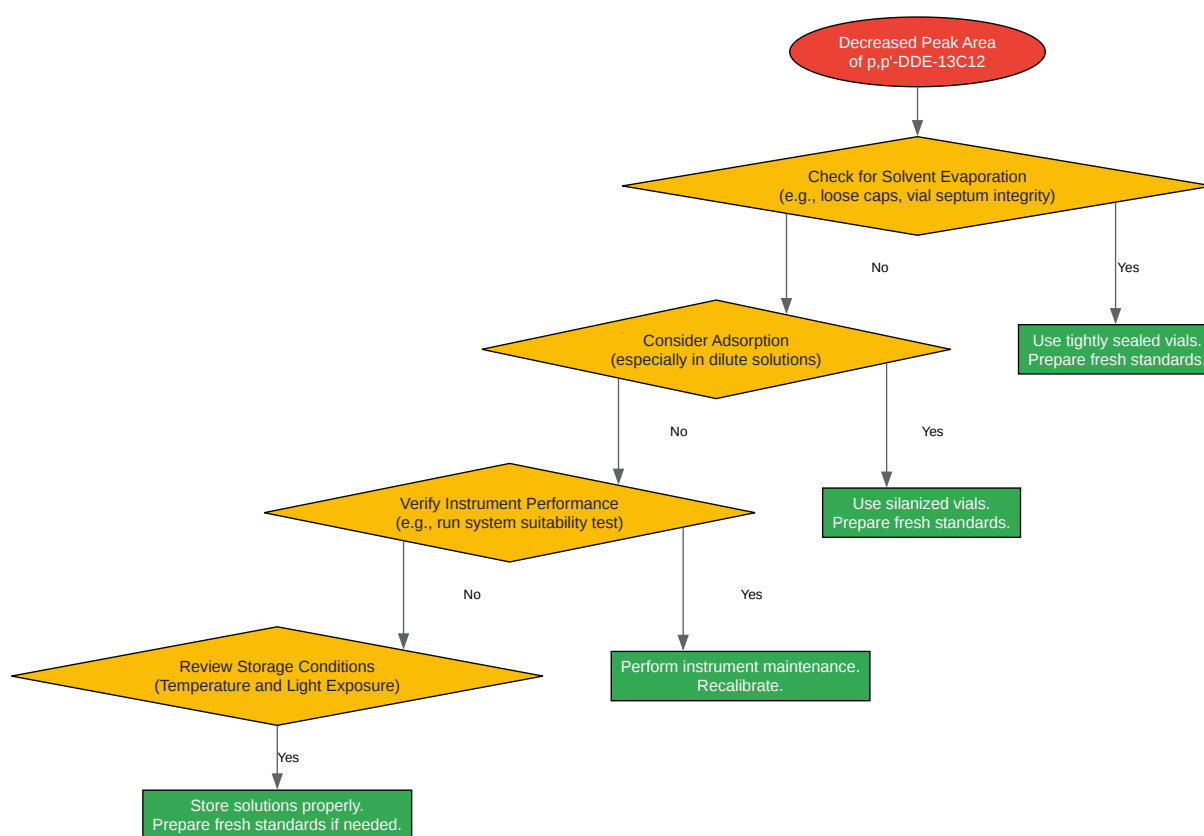 Decreased Peak Area
of p,p'-DDE-13C12
Check for Solvent Evaporation
(e.g., loose caps, vial septum integrity)
No
Yes
Consider Adsorption
(especially in dilute solutions)
Use tightly sealed vials.
Prepare fresh standards.
No
Yes
Verify Instrument Performance
(e.g., run system suitability test)
Use silanized vials.
Prepare fresh standards.
No
Yes
Review Storage Conditions
(Temperature and Light Exposure)
Perform instrument maintenance.
Recalibrate.
Yes
Store solutions properly.
Prepare fresh standards if needed.